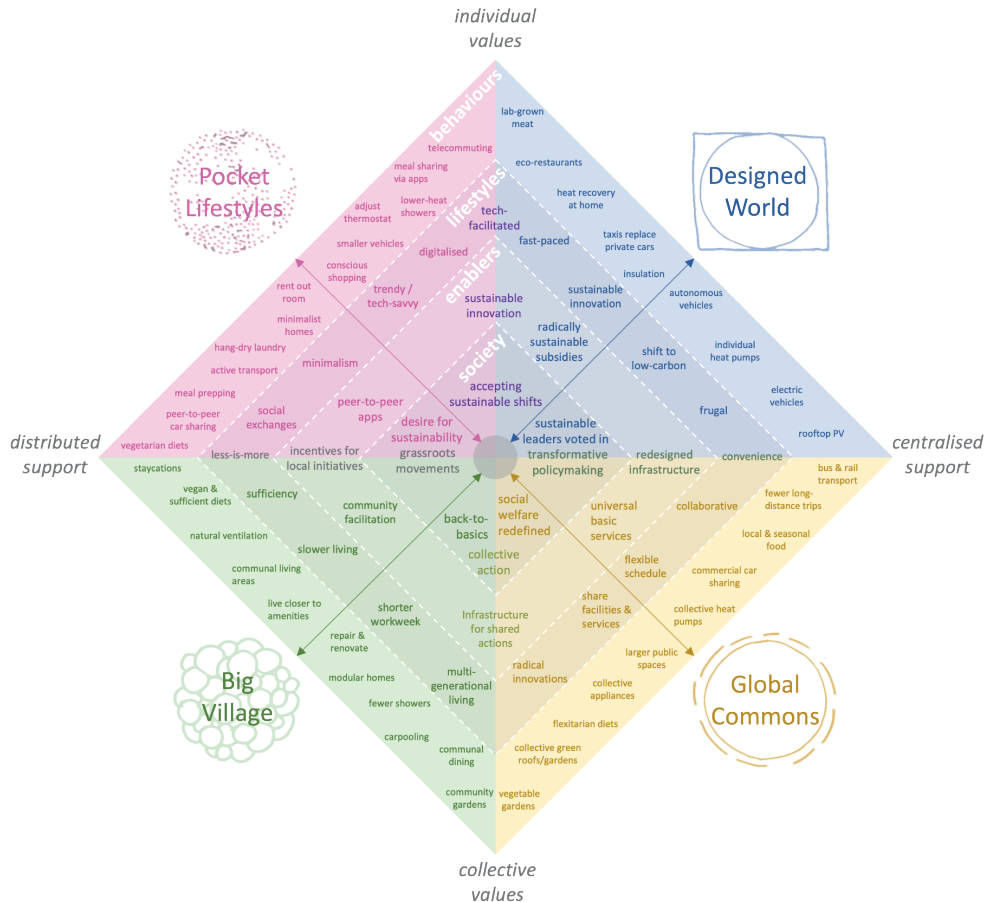 individual
values
behaviours
lab-grown
meat
telecommuting
meal sharing
via apps
eco-restaurants
Pocket
Lifestyles
Designed
World
lifestyles
adjust
thermostat
lower-heat
showers
heat recovery
at home
tech-
facilitated
smaller vehicles
digitalised
fast-paced
taxis replace
private cars
enablers
conscious
shopping
insulation
rent out
room
trendy /
tech-savvy
sustainable
innovation
sustainable
innovation
autonomous
vehicles
minimalist
homes
radically
sustainable
subsidies
society
hang-dry laundry
minimalism
shift to
low-carbon
individual
heat pumps
active transport
meal prepping
accepting
sustainable shifts
electric
vehicles
peer-to-peer
car sharing
social
exchanges
peer-to-peer
apps
frugal
desire for
sustainability
sustainable
leaders voted in
rooftop PV
vegetarian diets
distributed
support
less-is-more
incentives for
local initiatives
grassroots
movements
transformative
policymaking
redesigned
infrastructure
convenience
centralised
support
staycations
bus & rail
transport
vegan &
sufficient diets
sufficiency
community
facilitation
back-to-
basics
social
welfare
redefined
universal
basic
services
collaborative
fewer long-
distance trips
natural ventilation
slower living
local & seasonal
food
collective
action
flexible
schedule
communal living
areas
commercial car
sharing
live closer to
amenities
shorter
workweek
Infrastructure
for shared
actions
share
facilities &
services
collective heat
pumps
repair &
renovate
larger public
spaces
Big
Village
modular homes
multi-
generational
living
radical
innovations
collective
appliances
Global
Commons
fewer showers
flexitarian diets
carpooling
communal
dining
collective green
roofs/gardens
community
gardens
vegetable
gardens
collective
values